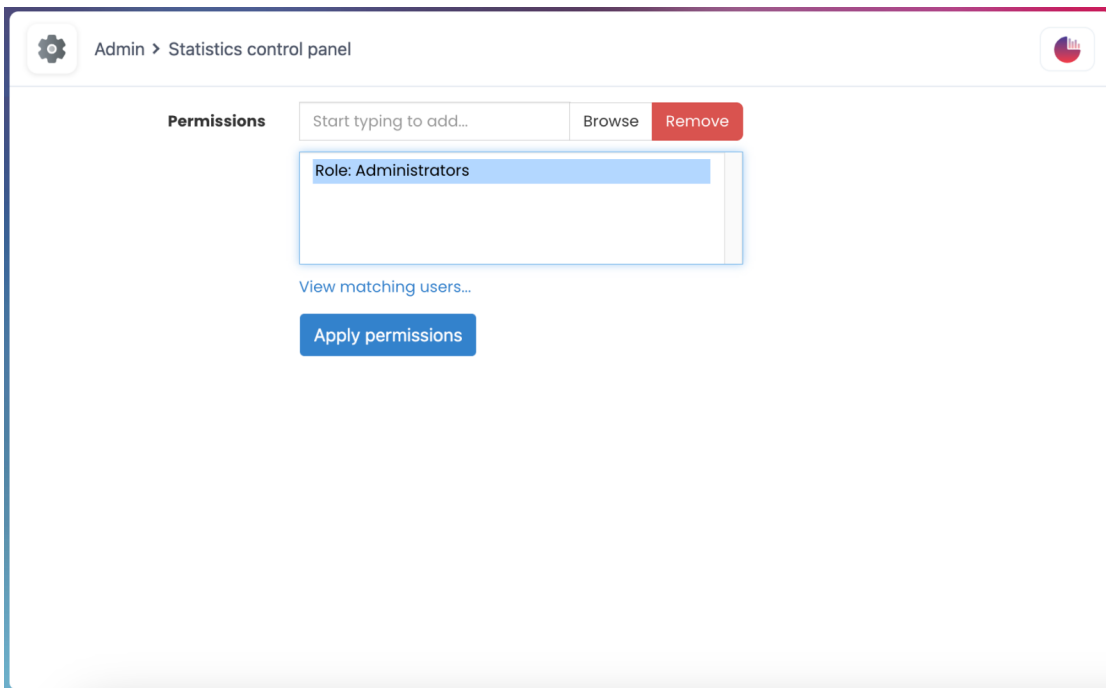 Admin > Statistics control panel
Permissions
Start typing to add...
Browse
Remove
Role: Administrators
View matching users...
Apply permissions